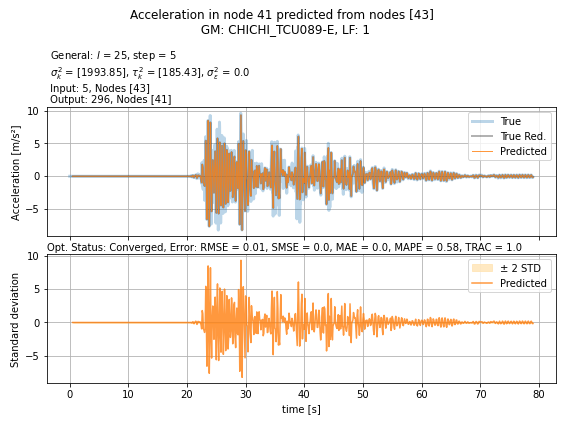 Acceleration in node 41 predicted from nodes [43]
GM: CHICHI_TCU089-E, LF: 1
General: l = 25, step = 5
σ²ₖ = [1993.85], τ²ₖ = [185.43], σ²ε = 0.0
Input: 5, Nodes [43]
Output: 296, Nodes [41]
Acceleration [m/s²]
10
5
0
−5
True
True Red.
Predicted
Opt. Status: Converged, Error: RMSE = 0.01, SMSE = 0.0, MAE = 0.0, MAPE = 0.58, TRAC = 1.0
Standard deviation
10
5
0
−5
± 2 STD
Predicted
0 10 20 30 40 50 60 70 80
time [s]